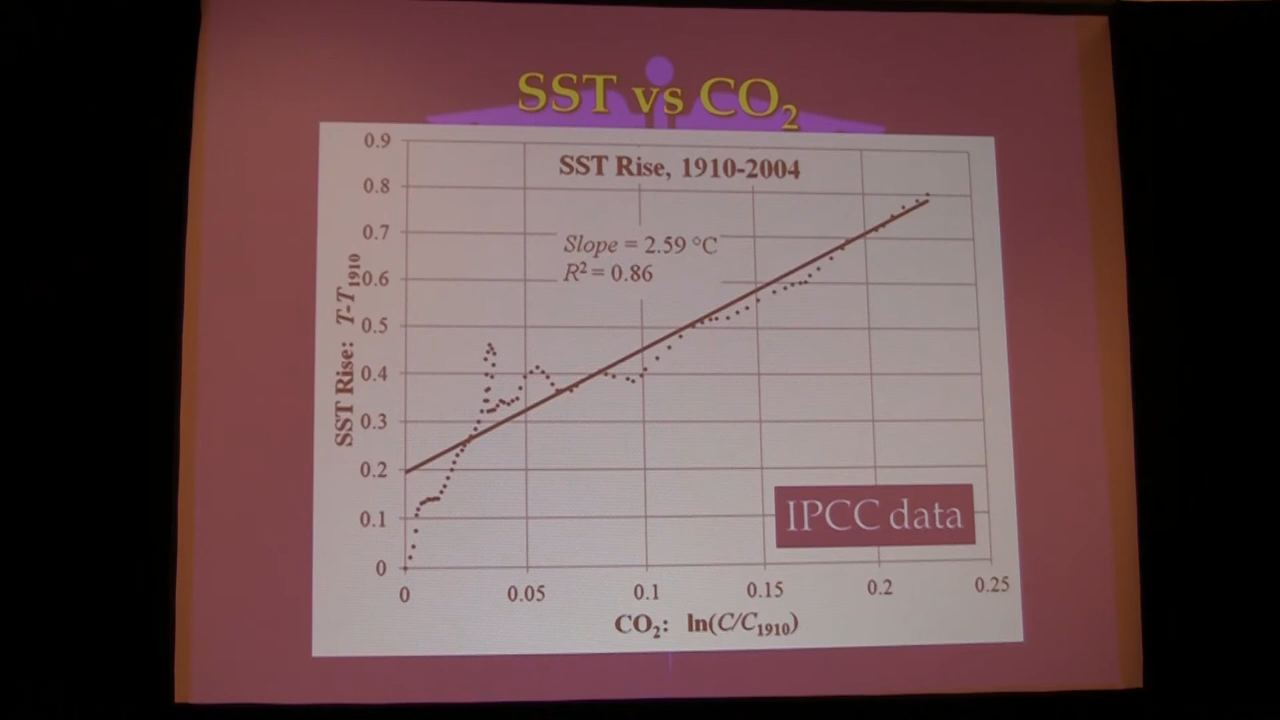 SST vs CO₂
SST Rise, 1910-2004
Slope = 2.59 °C
R² = 0.86
IPCC data
SST Rise: T-T₁₉₁₀
0.9
0.8
0.7
0.6
0.5
0.4
0.3
0.2
0.1
0
0 0.05 0.1 0.15 0.2 0.25
CO₂: ln(C/C₁₉₁₀)